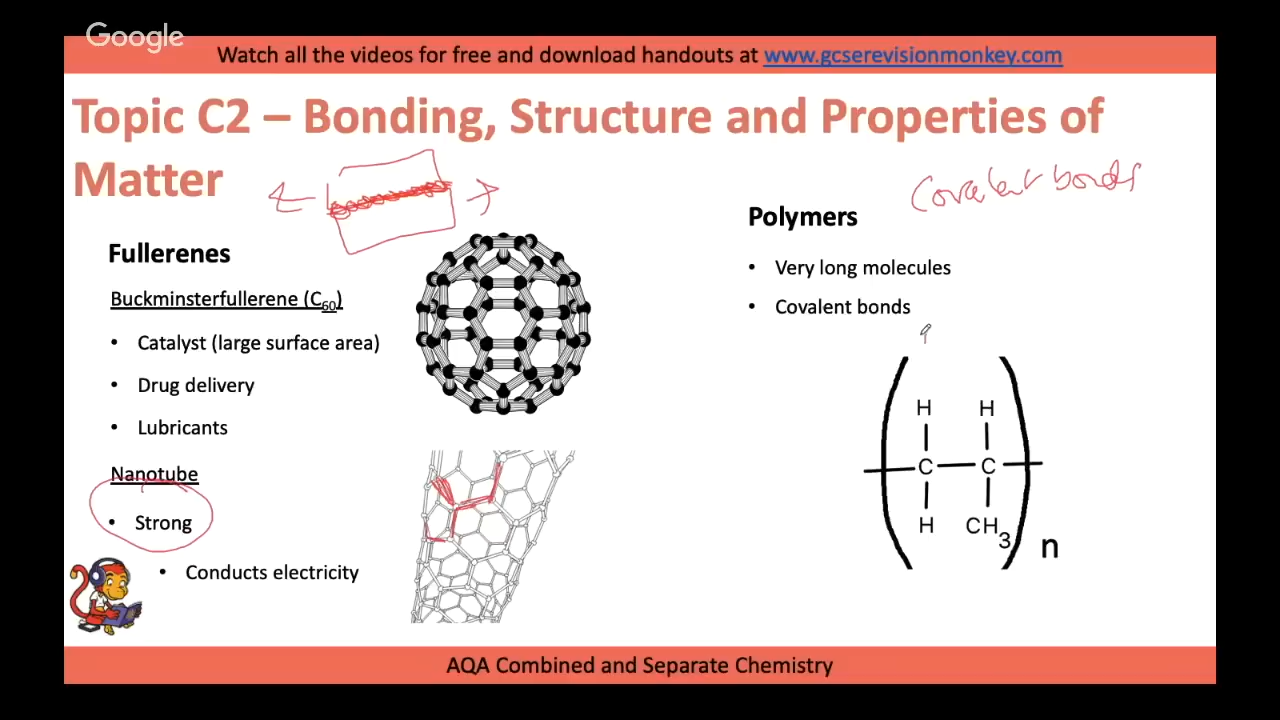 Google
Watch all the videos for free and download handouts at www.gcserevisionmonkey.com
Topic C2 – Bonding, Structure and Properties of
Matter
Covalent bonds
Fullerenes
Buckminsterfullerene (C60)
• Catalyst (large surface area)
• Drug delivery
• Lubricants
Nanotube
• Strong
• Conducts electricity
Polymers
• Very long molecules
• Covalent bonds
H H
C C
H CH3
n
AQA Combined and Separate Chemistry